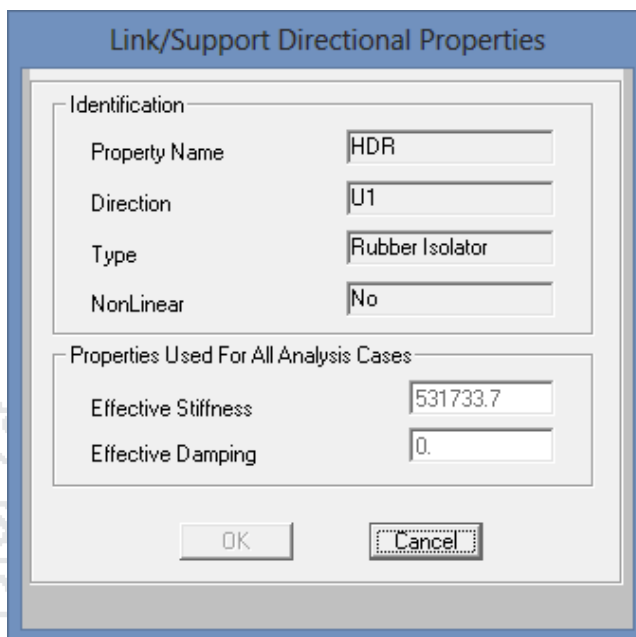 Link/Support Directional Properties
Identification
Property Name HDR
Direction U1
Type Rubber Isolator
NonLinear No
Properties Used For All Analysis Cases
Effective Stiffness 531733.7
Effective Damping 0.
OK Cancel